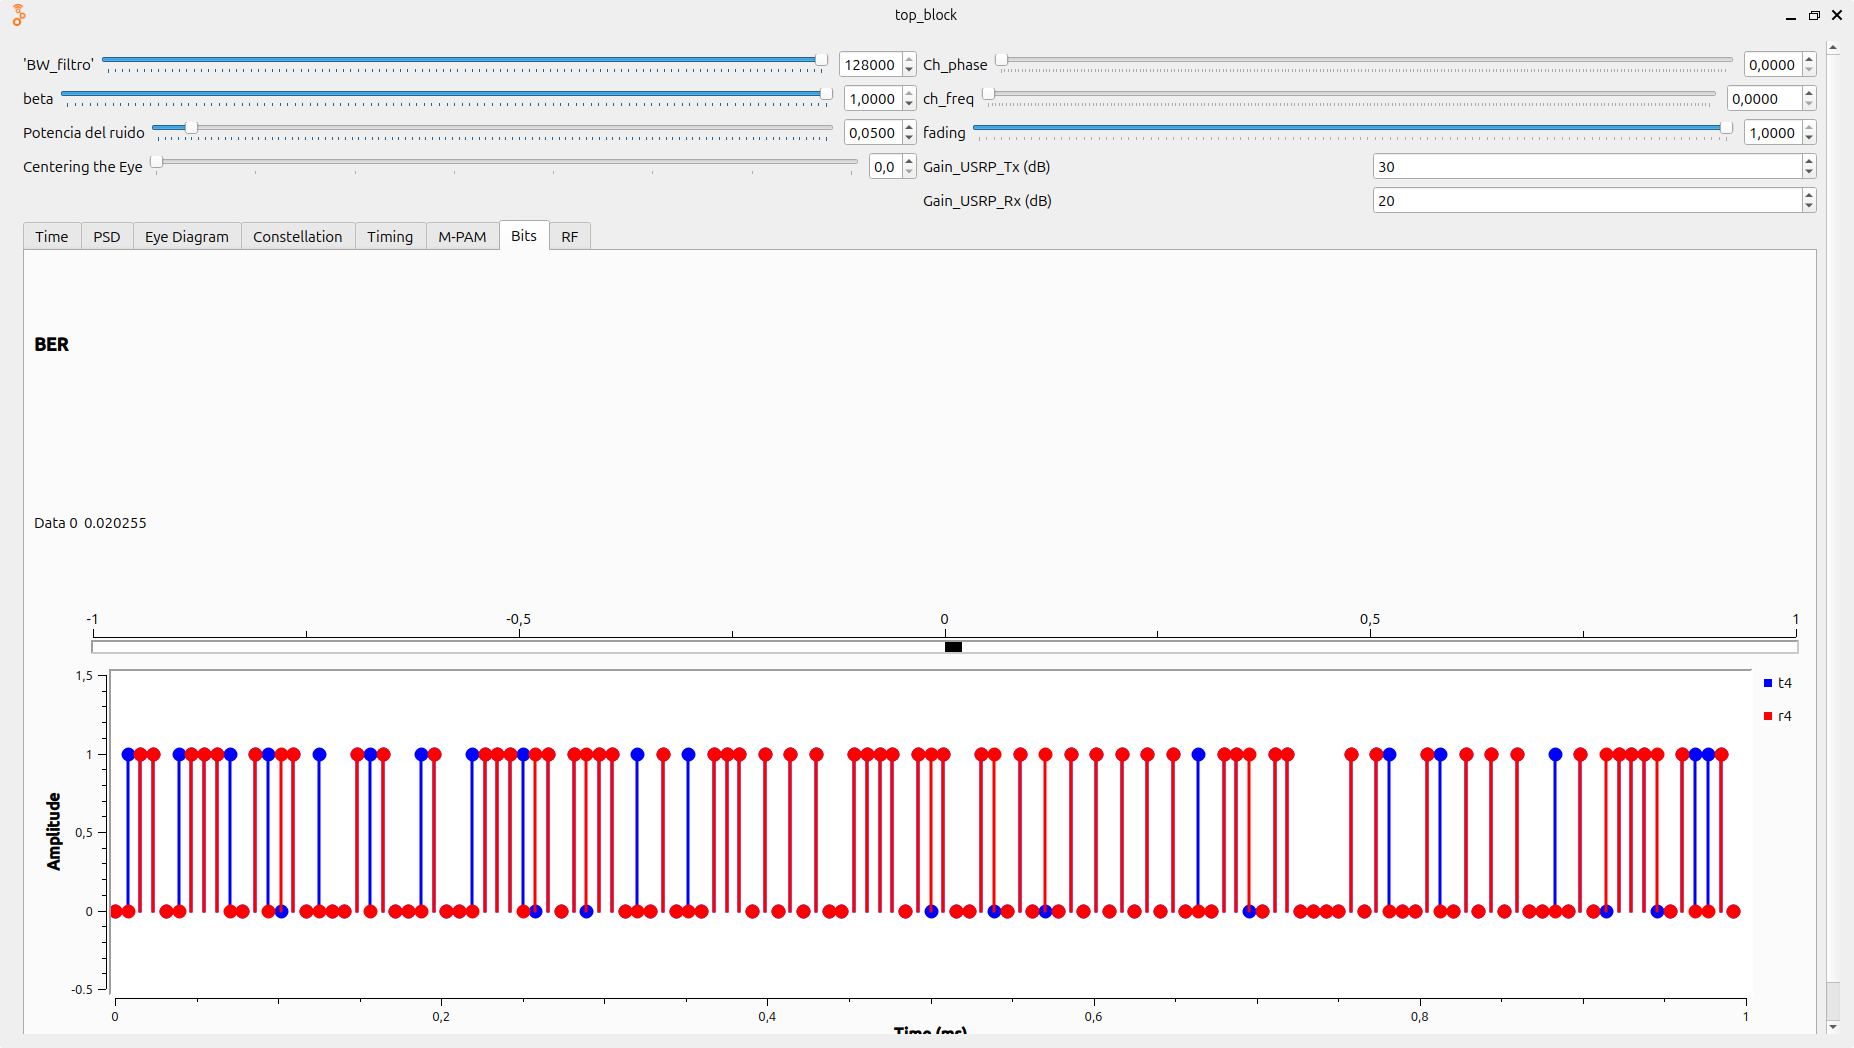 top_block
'BW_filtro' 128000 Ch_phase 0,0000
beta 1,0000 ch_freq 0,0000
Potencia del ruido 0,0500 fading 1,0000
Centering the Eye 0,0 Gain_USRP_Tx (dB) 30
Gain_USRP_Rx (dB) 20
Time PSD Eye Diagram Constellation Timing M-PAM Bits RF
BER
Data 0 0.020255
-1 -0,5 0 0,5 1
1,5
1
0,5
0
-0.5
Amplitude
t4
r4
0 0,2 0,4 0,6 0,8 1
Time (ms)